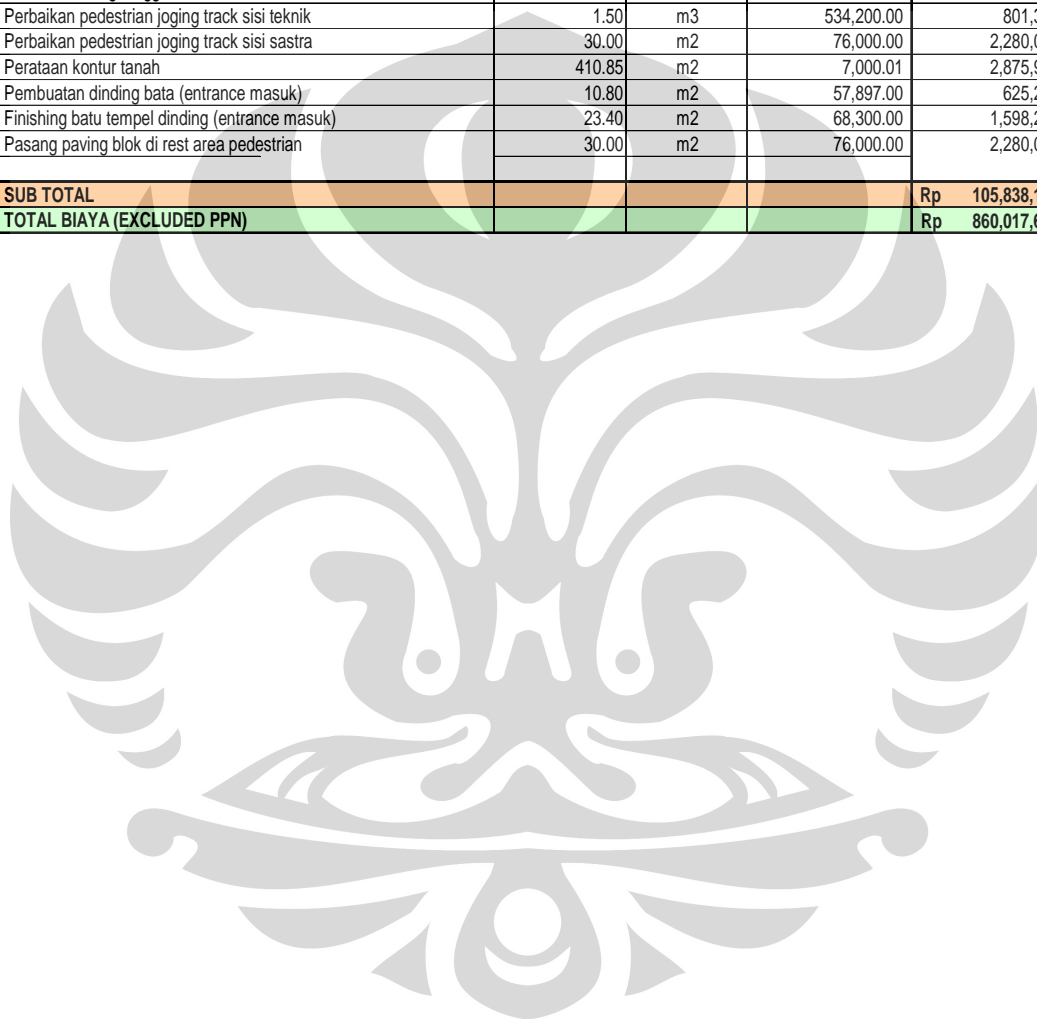 Perbaikan pedestrian joging track sisi teknik 1.50 m3 534,200.00 801,3
Perbaikan pedestrian joging track sisi sastra 30.00 m2 76,000.00 2,280,0
Perataan kontur tanah 410.85 m2 7,000.01 2,875,9
Pembuatan dinding bata (entrance masuk) 10.80 m2 57,897.00 625,2
Finishing batu tempel dinding (entrance masuk) 23.40 m2 68,300.00 1,598,2
Pasang paving blok di rest area pedestrian 30.00 m2 76,000.00 2,280,0
SUB TOTAL Rp 105,838,1
TOTAL BIAYA (EXCLUDED PPN) Rp 860,017,6